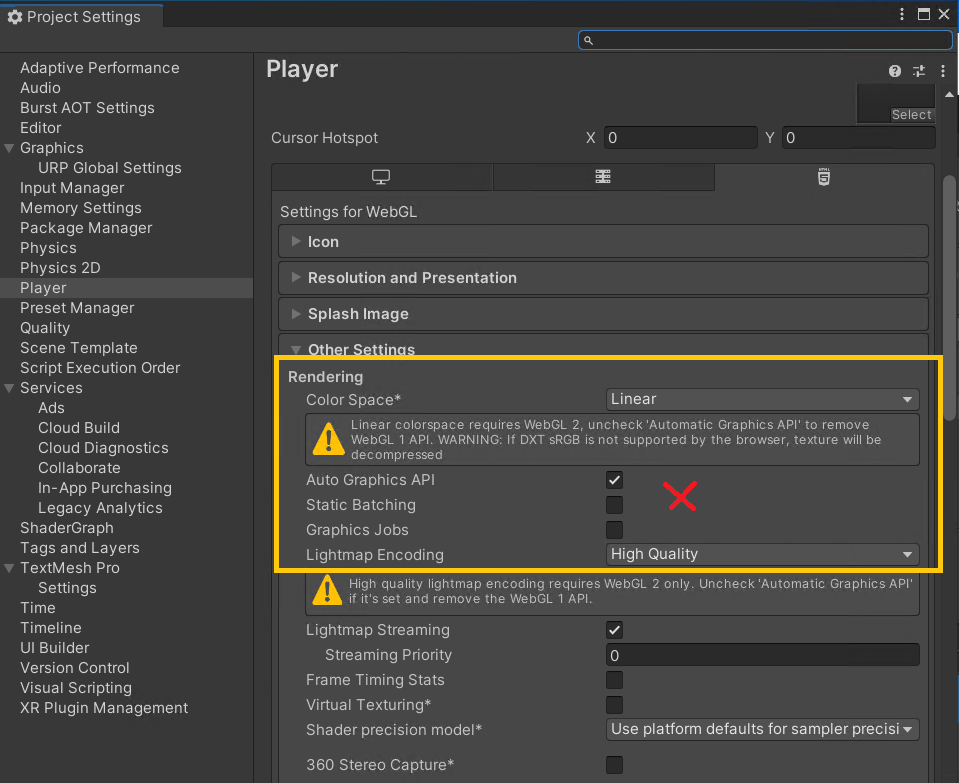 Project Settings
Adaptive Performance
Audio
Burst AOT Settings
Editor
Graphics
URP Global Settings
Input Manager
Memory Settings
Package Manager
Physics
Physics 2D
Player
Preset Manager
Quality
Scene Template
Script Execution Order
Services
Ads
Cloud Build
Cloud Diagnostics
Collaborate
In-App Purchasing
Legacy Analytics
ShaderGraph
Tags and Layers
TextMesh Pro
Settings
Time
Timeline
UI Builder
Version Control
Visual Scripting
XR Plugin Management
Player
Select
Cursor Hotspot X 0 Y 0
Settings for WebGL
Icon
Resolution and Presentation
Splash Image
Other Settings
Rendering
Color Space* Linear
Linear colorspace requires WebGL 2, uncheck 'Automatic Graphics API' to remove
WebGL 1 API. WARNING: If DXT sRGB is not supported by the browser, texture will be
decompressed
Auto Graphics API
Static Batching
Graphics Jobs
Lightmap Encoding High Quality
High quality lightmap encoding requires WebGL 2 only. Uncheck 'Automatic Graphics API'
if it's set and remove the WebGL 1 API.
Lightmap Streaming
Streaming Priority 0
Frame Timing Stats
Virtual Texturing*
Shader precision model* Use platform defaults for sampler precisi
360 Stereo Capture*